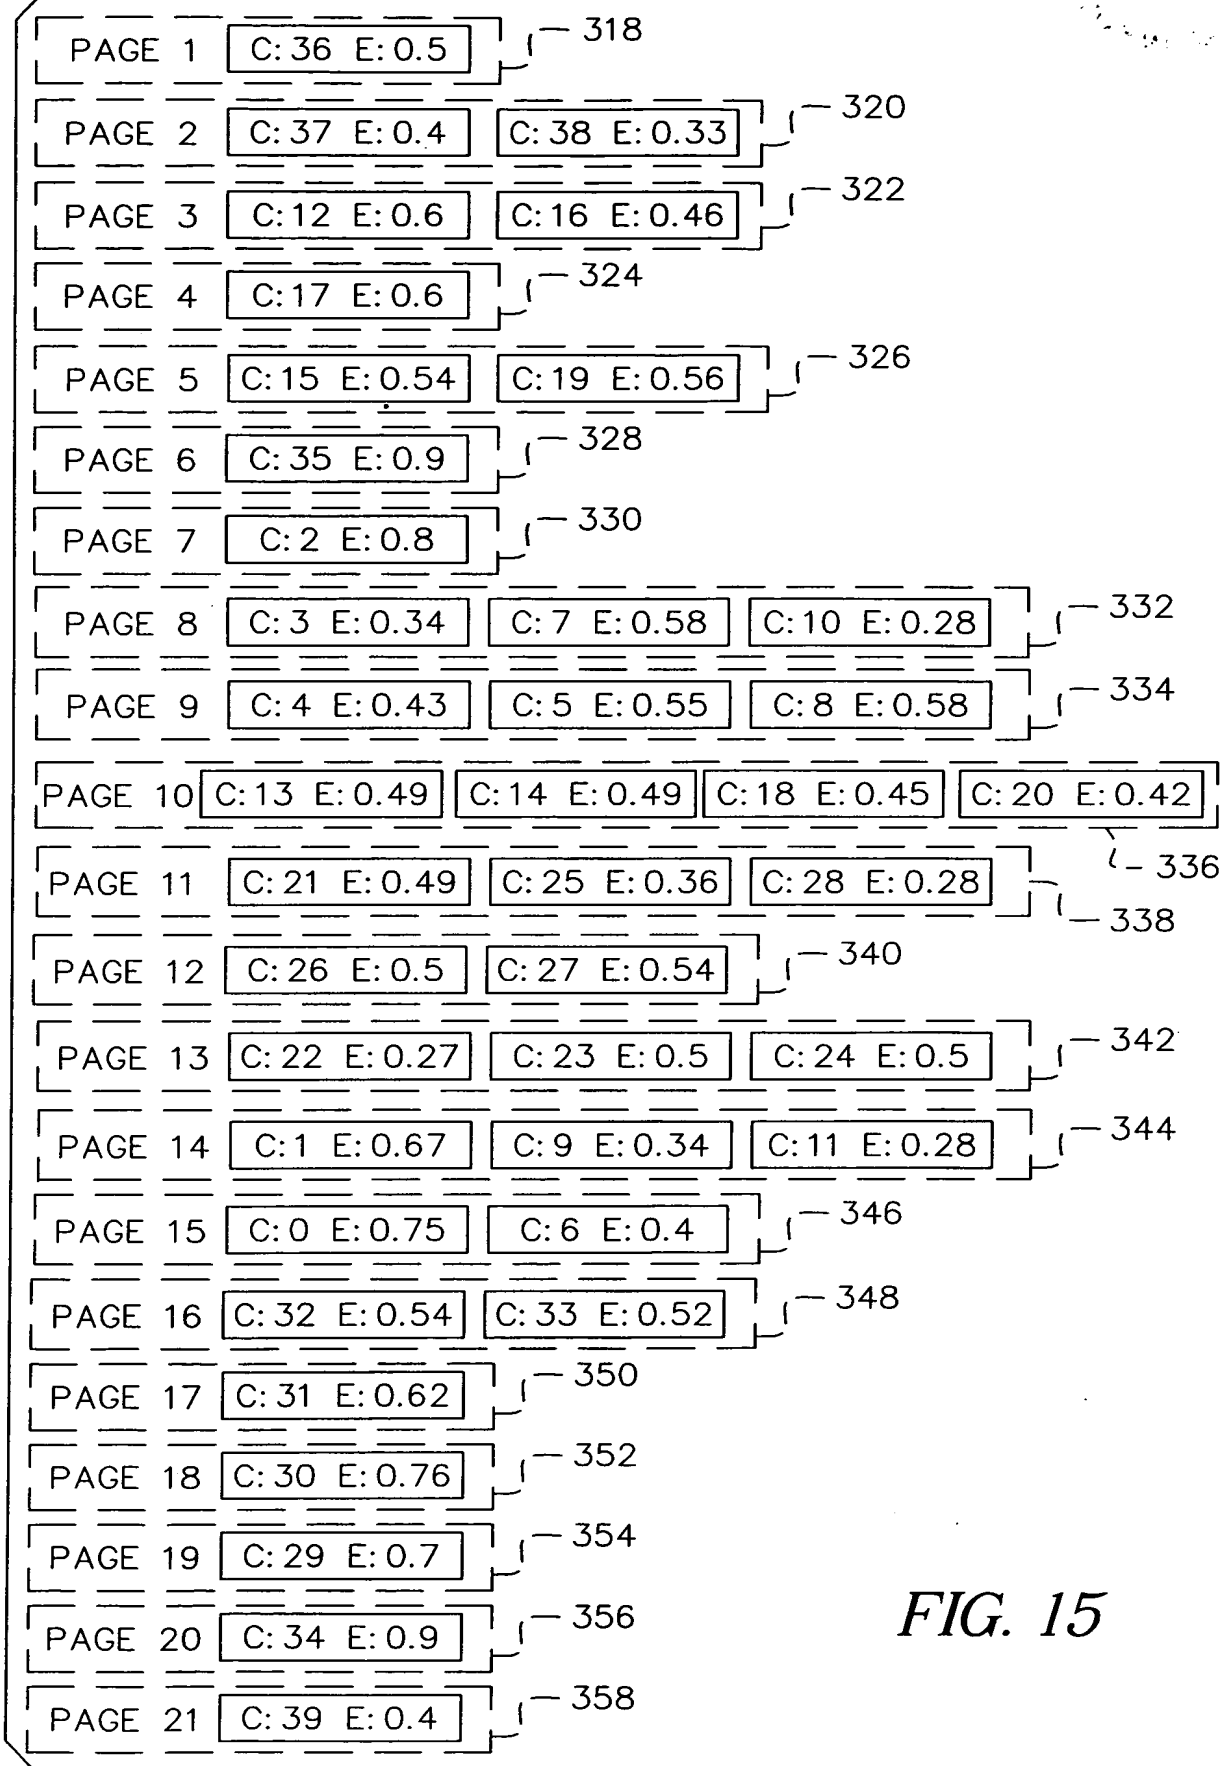 PAGE 1 C: 36 E: 0.5 318
PAGE 2 C: 37 E: 0.4 C: 38 E: 0.33 320
PAGE 3 C: 12 E: 0.6 C: 16 E: 0.46 322
PAGE 4 C: 17 E: 0.6 324
PAGE 5 C: 15 E: 0.54 C: 19 E: 0.56 326
PAGE 6 C: 35 E: 0.9 328
PAGE 7 C: 2 E: 0.8 330
PAGE 8 C: 3 E: 0.34 C: 7 E: 0.58 C: 10 E: 0.28 332
PAGE 9 C: 4 E: 0.43 C: 5 E: 0.55 C: 8 E: 0.58 334
PAGE 10 C: 13 E: 0.49 C: 14 E: 0.49 C: 18 E: 0.45 C: 20 E: 0.42
336
PAGE 11 C: 21 E: 0.49 C: 25 E: 0.36 C: 28 E: 0.28 338
PAGE 12 C: 26 E: 0.5 C: 27 E: 0.54 340
PAGE 13 C: 22 E: 0.27 C: 23 E: 0.5 C: 24 E: 0.5 342
PAGE 14 C: 1 E: 0.67 C: 9 E: 0.34 C: 11 E: 0.28 344
PAGE 15 C: 0 E: 0.75 C: 6 E: 0.4 346
PAGE 16 C: 32 E: 0.54 C: 33 E: 0.52 348
PAGE 17 C: 31 E: 0.62 350
PAGE 18 C: 30 E: 0.76 352
PAGE 19 C: 29 E: 0.7 354
PAGE 20 C: 34 E: 0.9 356
PAGE 21 C: 39 E: 0.4 358
FIG. 15